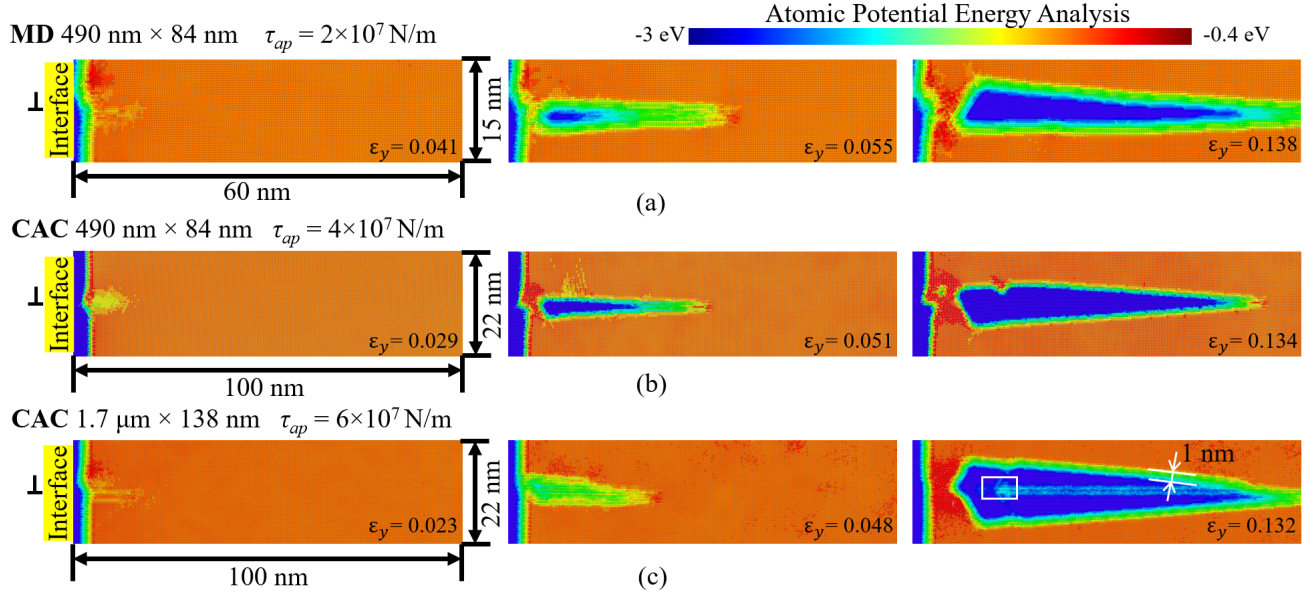 Atomic Potential Energy Analysis
MD 490 nm × 84 nm τap = 2×10⁷ N/m
-3 eV -0.4 eV
Interface
⊥
15 nm
εy = 0.041
εy = 0.055
εy = 0.138
60 nm
(a)
CAC 490 nm × 84 nm τap = 4×10⁷ N/m
Interface
⊥
22 nm
εy = 0.029
εy = 0.051
εy = 0.134
100 nm
(b)
CAC 1.7 μm × 138 nm τap = 6×10⁷ N/m
Interface
⊥
22 nm
1 nm
εy = 0.023
εy = 0.048
εy = 0.132
100 nm
(c)